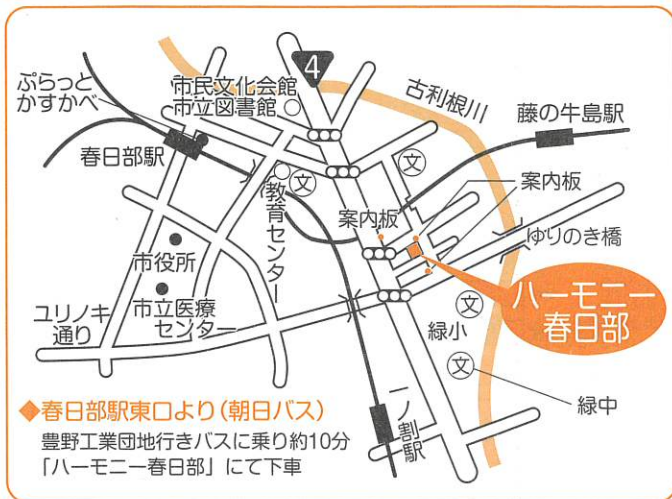 4
ぷらっと
かすかべ
市民文化会館
市立図書館
古利根川
藤の牛島駅
春日部駅
文
文
教育センター
案内板
案内板
ゆりのき橋
市役所
市立医療
センター
ユリノキ
通り
ハーモニー
春日部
文
緑小
文
緑中
一ノ割駅
◆春日部駅東口より(朝日バス)
豊野工業団地行きバスに乗り約10分
「ハーモニー春日部」にて下車